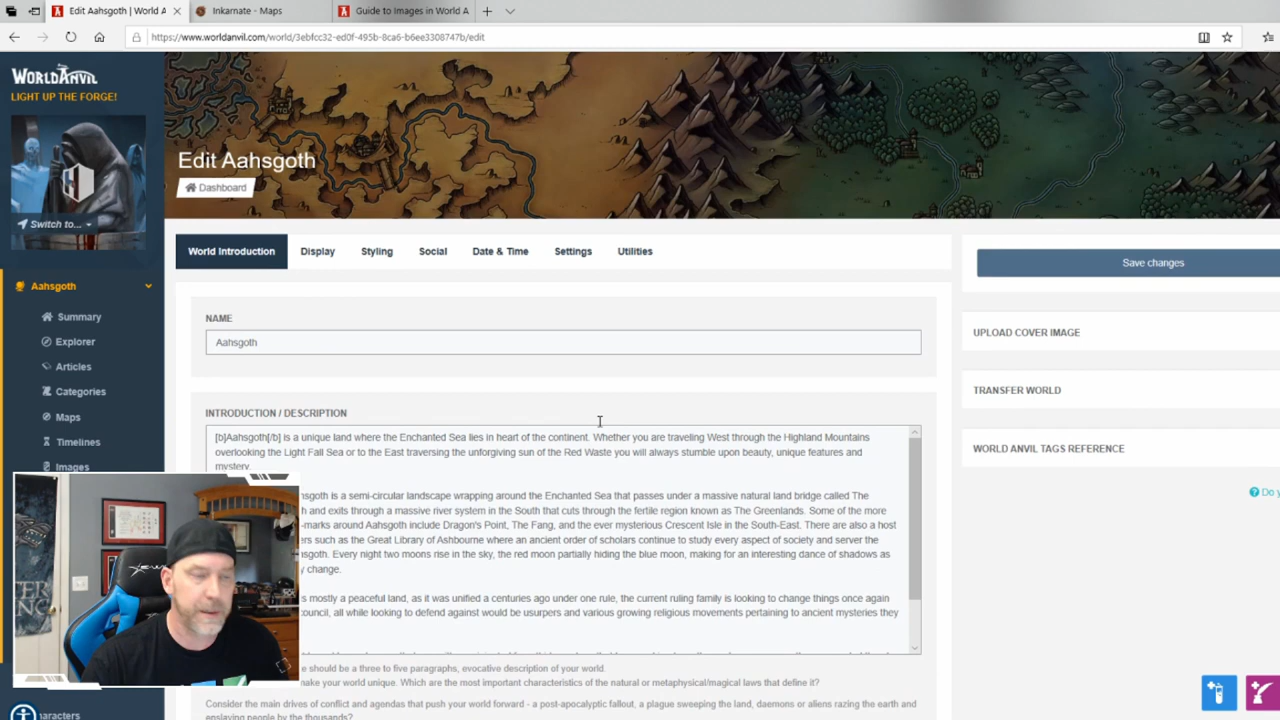 Edit Aahsgoth | World A
Inkarnate - Maps
Guide to Images in World A
https://www.worldanvil.com/world/3ebfcc32-ed0f-495b-8ca6-b6ee3308747b/edit
WORLDANVIL
LIGHT UP THE FORGE!
Switch to...
Edit Aahsgoth
Dashboard
World Introduction
Display
Styling
Social
Date & Time
Settings
Utilities
Save changes
Aahsgoth
Summary
Explorer
Articles
Categories
Maps
Timelines
Images
haracters
NAME
Aahsgoth
UPLOAD COVER IMAGE
TRANSFER WORLD
WORLD ANVIL TAGS REFERENCE
Do y
INTRODUCTION / DESCRIPTION
[b]Aahsgoth[/b] is a unique land where the Enchanted Sea lies in heart of the continent. Whether you are traveling West through the Highland Mountains
overlooking the Light Fall Sea or to the East traversing the unforgiving sun of the Red Waste you will always stumble upon beauty, unique features and
mystery.
hsgoth is a semi-circular landscape wrapping around the Enchanted Sea that passes under a massive natural land bridge called The
h and exits through a massive river system in the South that cuts through the fertile region known as The Greenlands. Some of the more
-marks around Aahsgoth include Dragon's Point, The Fang, and the ever mysterious Crescent Isle in the South-East. There are also a host
ers such as the Great Library of Ashbourne where an ancient order of scholars continue to study every aspect of society and server the
hsgoth. Every night two moons rise in the sky, the red moon partially hiding the blue moon, making for an interesting dance of shadows as
y change.
s mostly a peaceful land, as it was unified a centuries ago under one rule, the current ruling family is looking to change things once again
council, all while looking to defend against would be usurpers and various growing religious movements pertaining to ancient mysteries they
e should be a three to five paragraphs, evocative description of your world.
make your world unique. Which are the most important characteristics of the natural or metaphysical/magical laws that define it?
Consider the main drives of conflict and agendas that push your world forward - a post-apocalyptic fallout, a plague sweeping the land, daemons or aliens razing the earth and
enslaving people by the thousands?